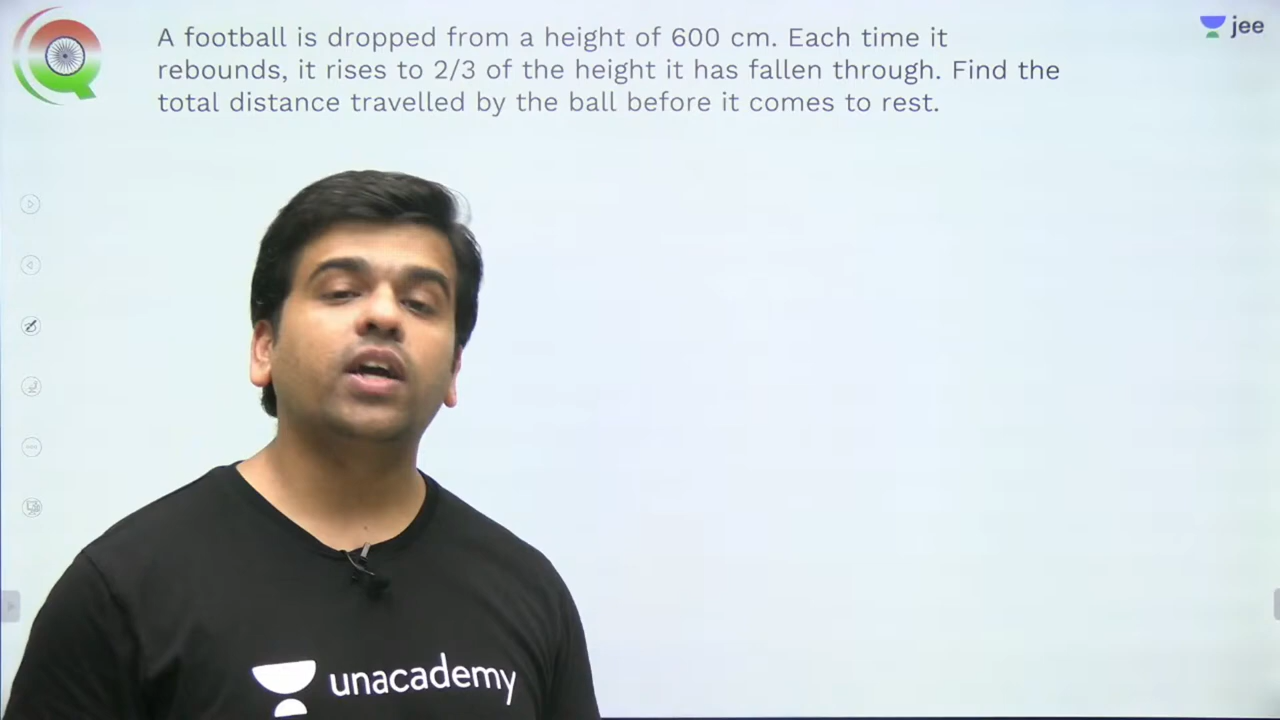 A football is dropped from a height of 600 cm. Each time it
rebounds, it rises to 2/3 of the height it has fallen through. Find the
total distance travelled by the ball before it comes to rest.
jee
unacademy